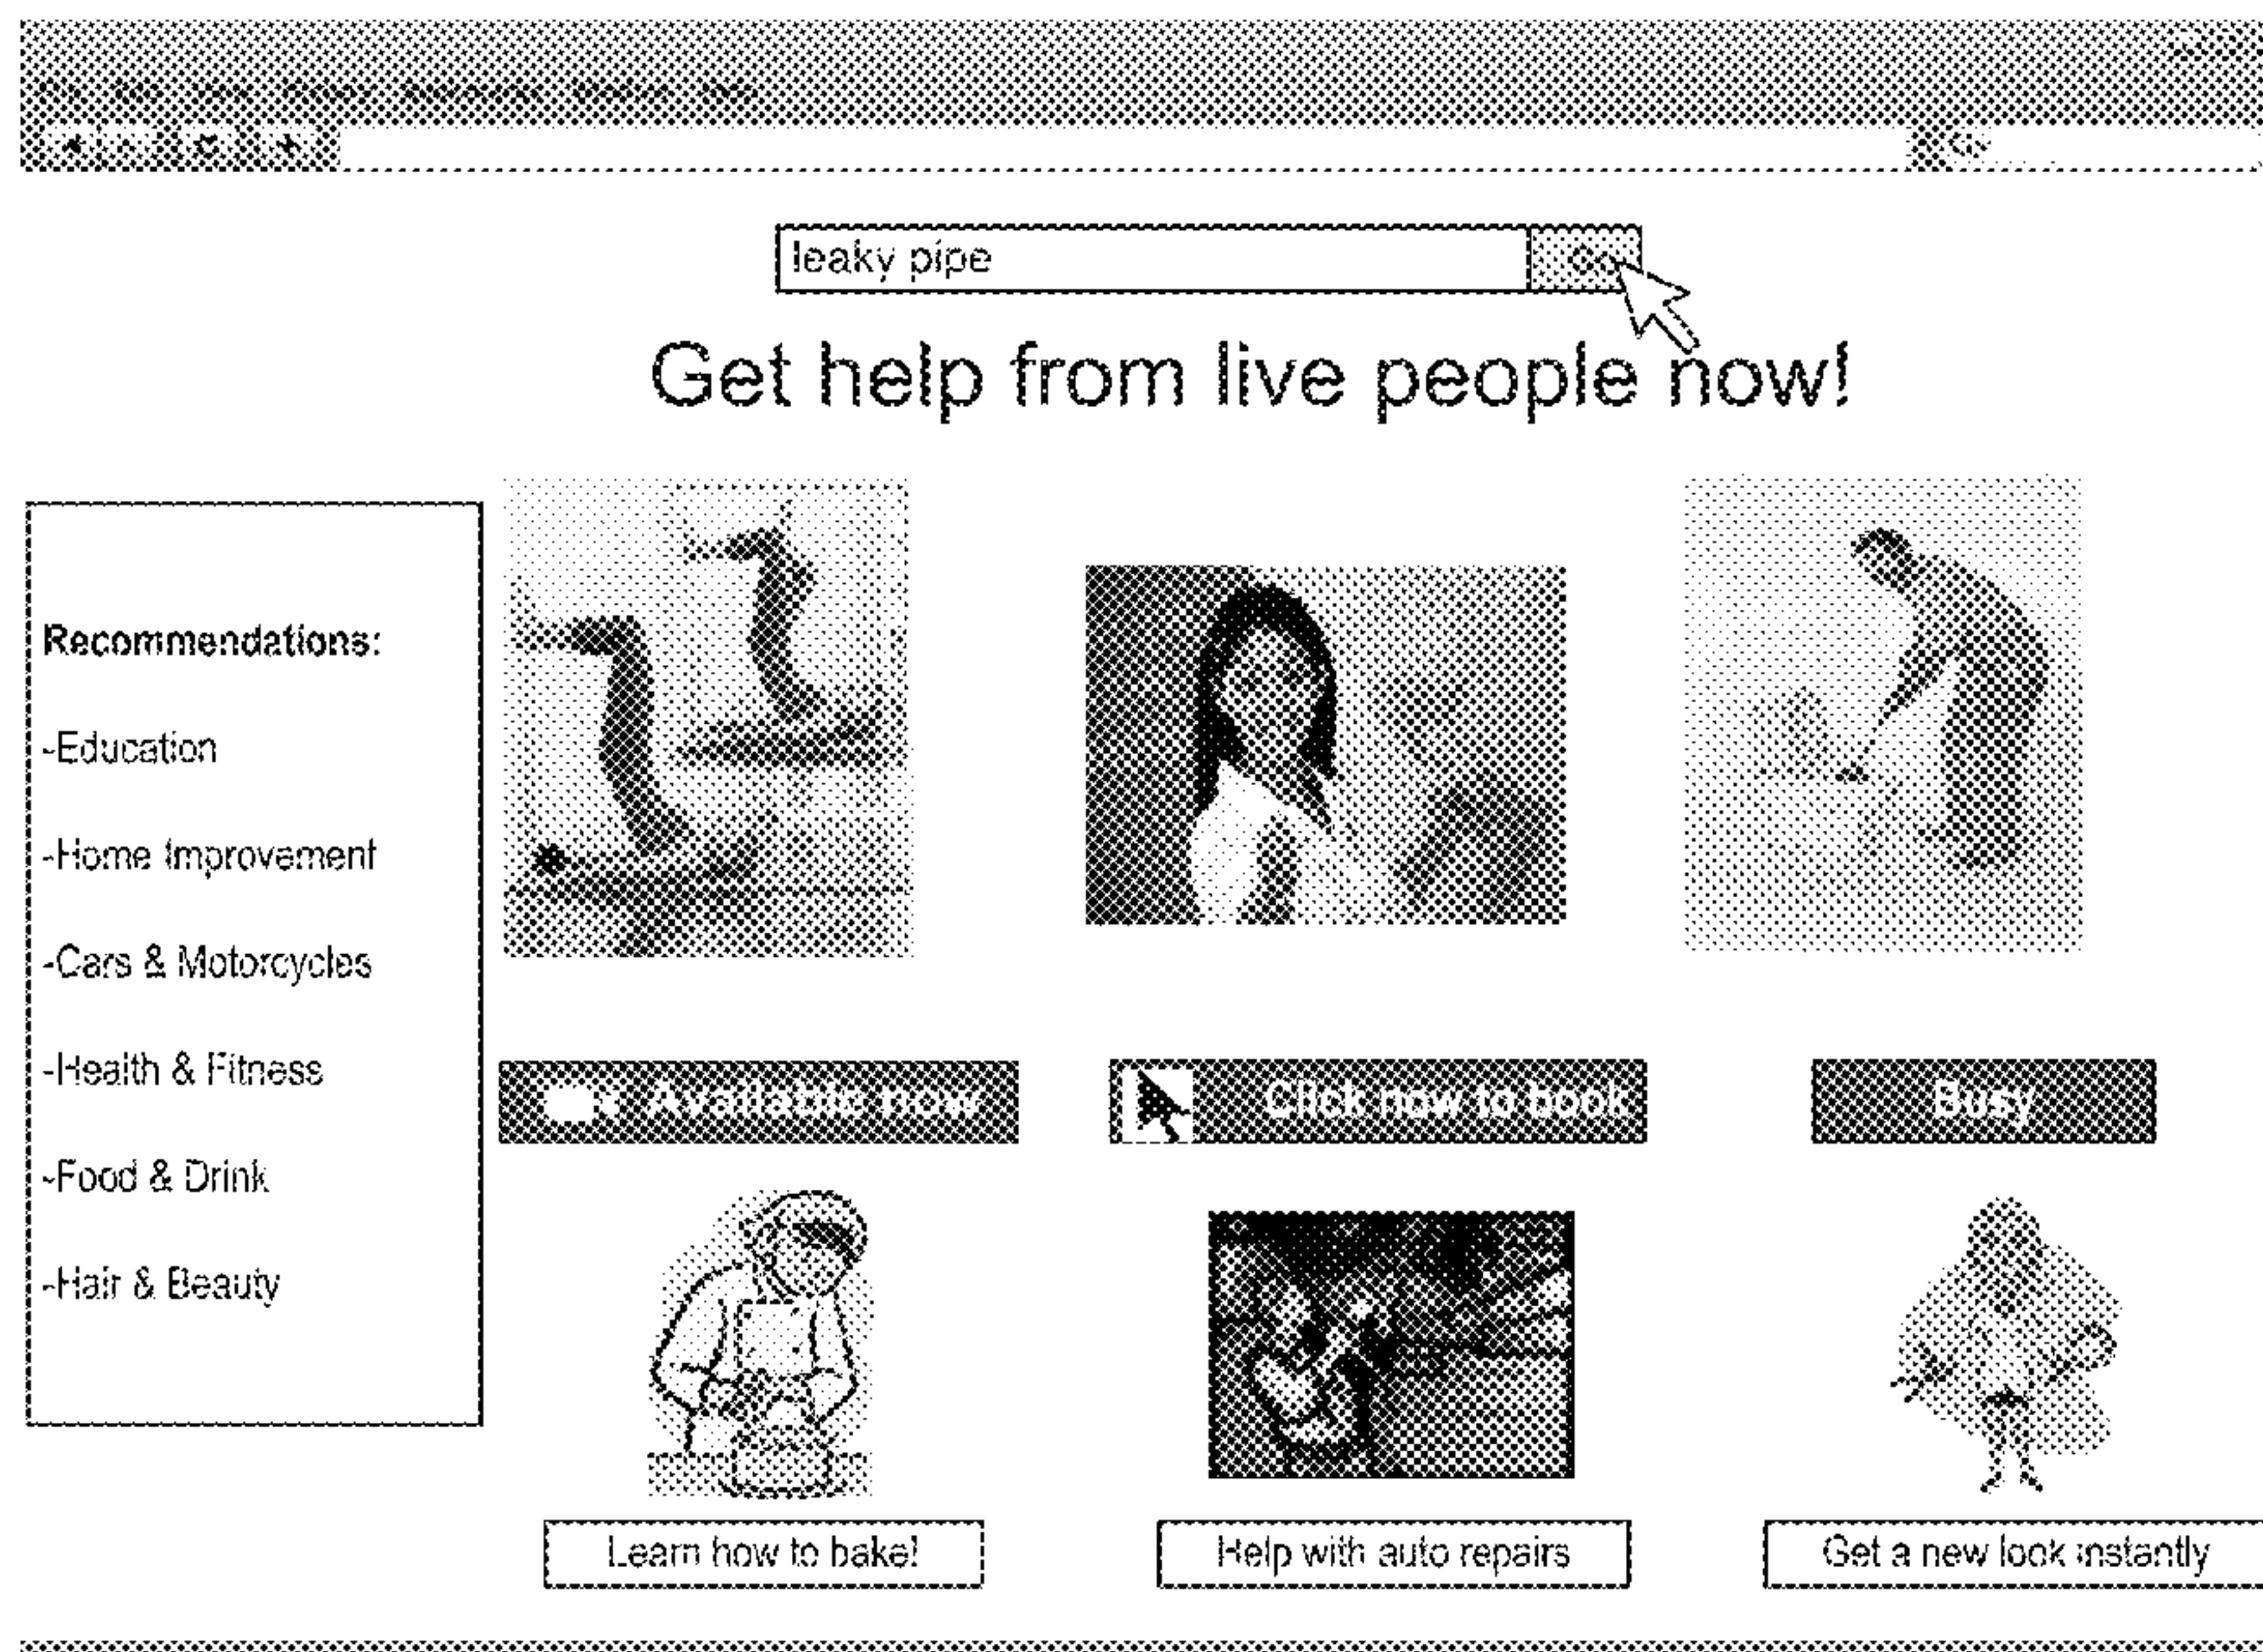 leaky pipe
Go
Get help from live people now!
Recommendations:
-Education
-Home Improvement
-Cars & Motorcycles
-Health & Fitness
-Food & Drink
-Hair & Beauty
Available now
Click now to book
Busy
Learn how to bake!
Help with auto repairs
Get a new look instantly